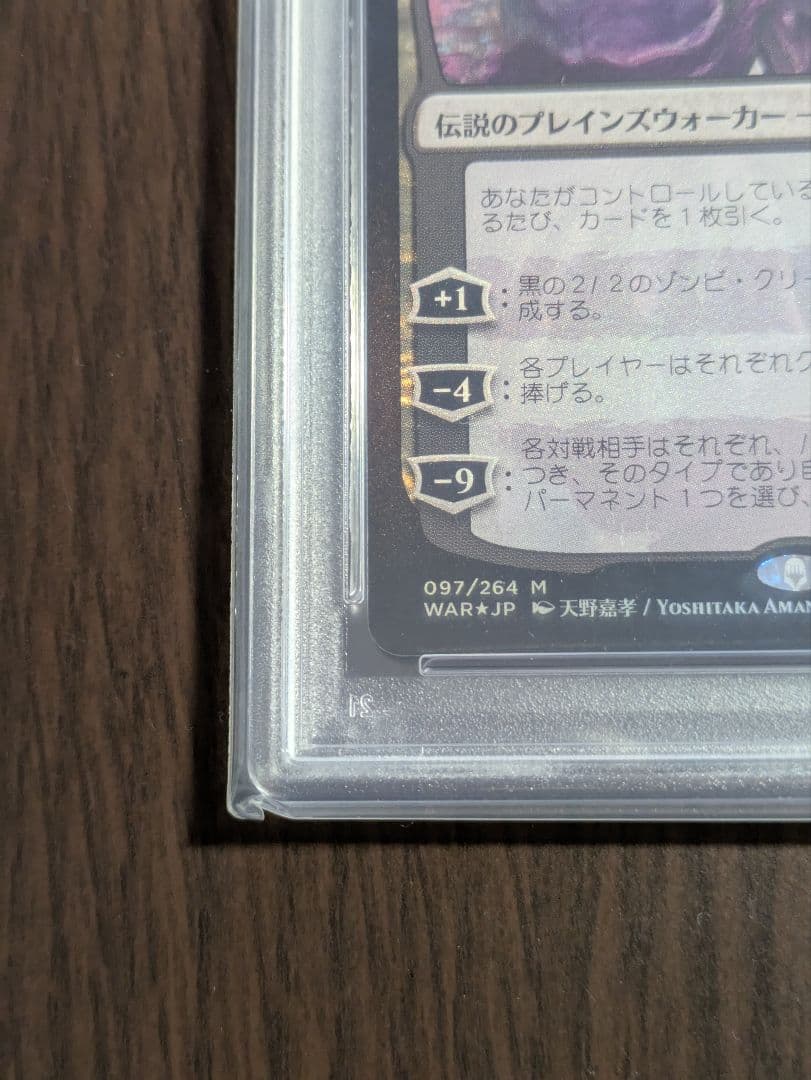 伝説のプレインズウォーカー ―
あなたがコントロールしている
るたび、カードを1枚引く。
+1 : 黒の2/2のゾンビ・クリ
成する。
-4 : 各プレイヤーはそれぞれク
捧げる。
-9 : 各対戦相手はそれぞれ、パ
つき、そのタイプであり
パーマネント1つを選び、
097/264 M
WAR★JP 天野嘉孝 / YOSHITAKA AMAN
21